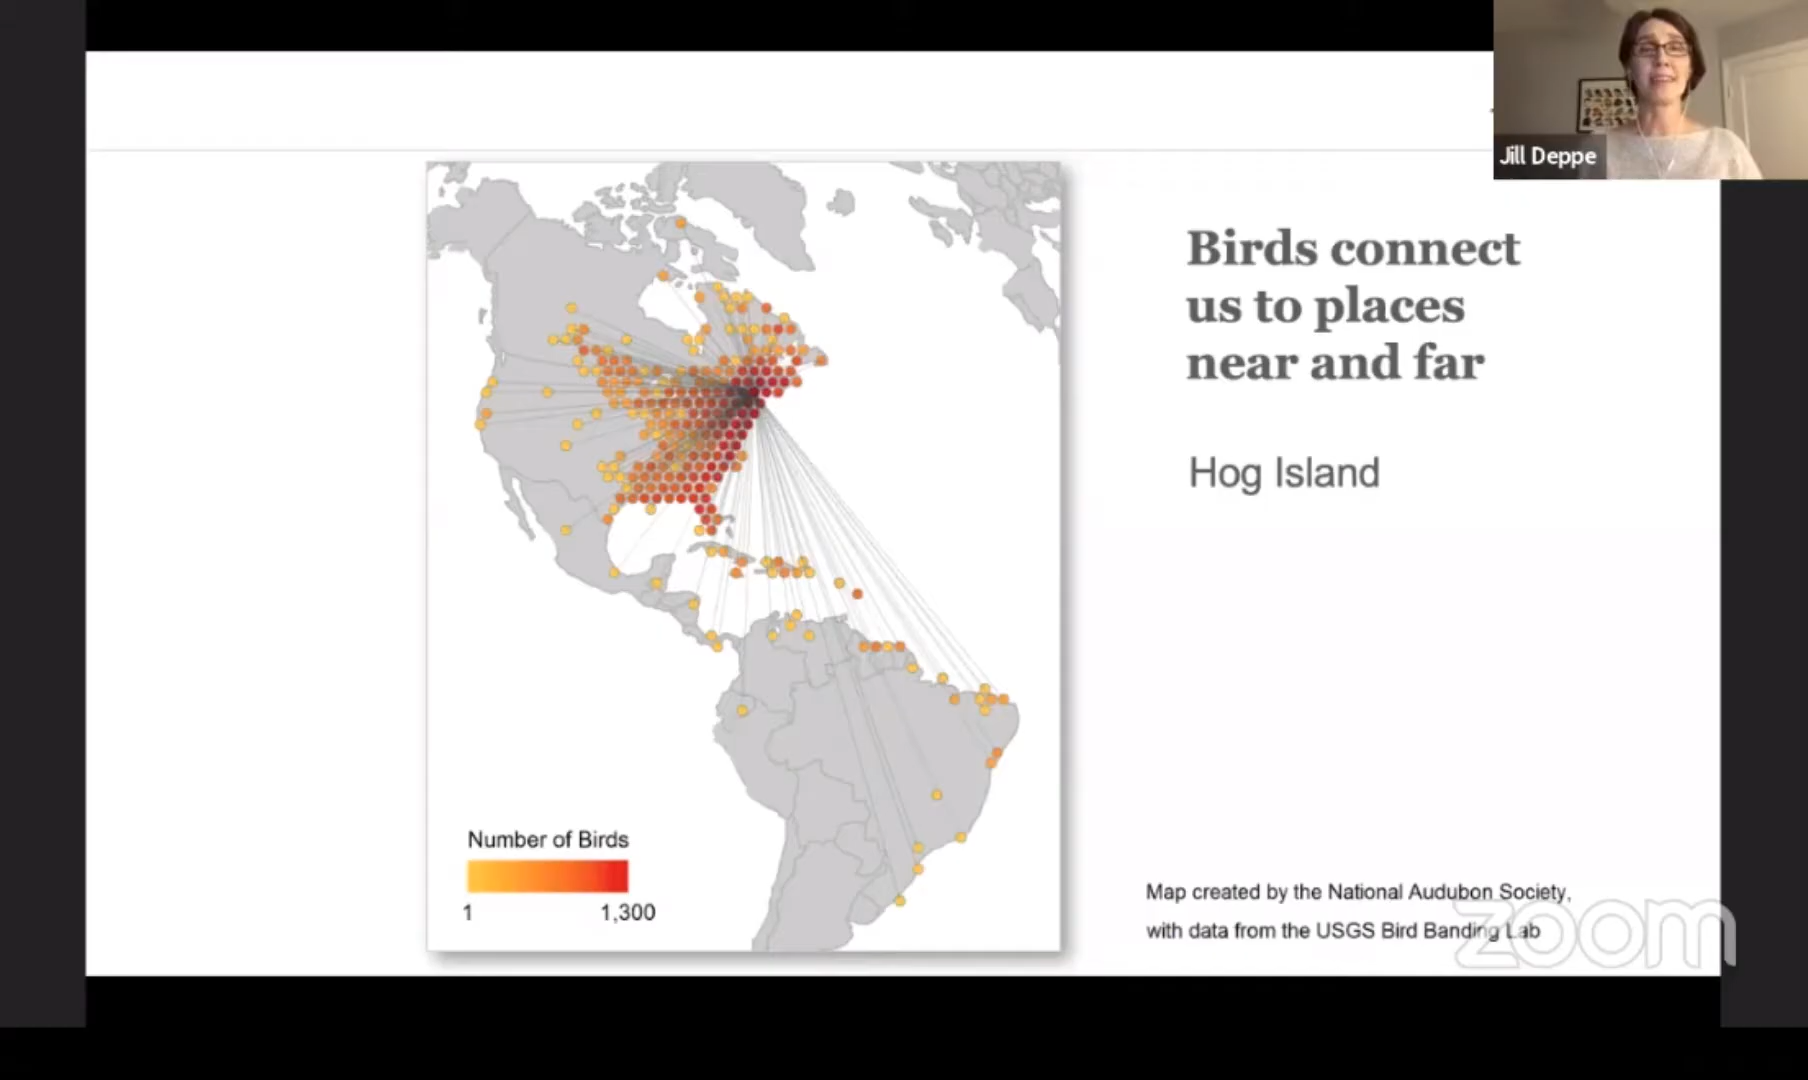 Jill Deppe
Birds connect
us to places
near and far
Hog Island
Number of Birds
1 1,300
Map created by the National Audubon Society,
with data from the USGS Bird Banding Lab
zoom